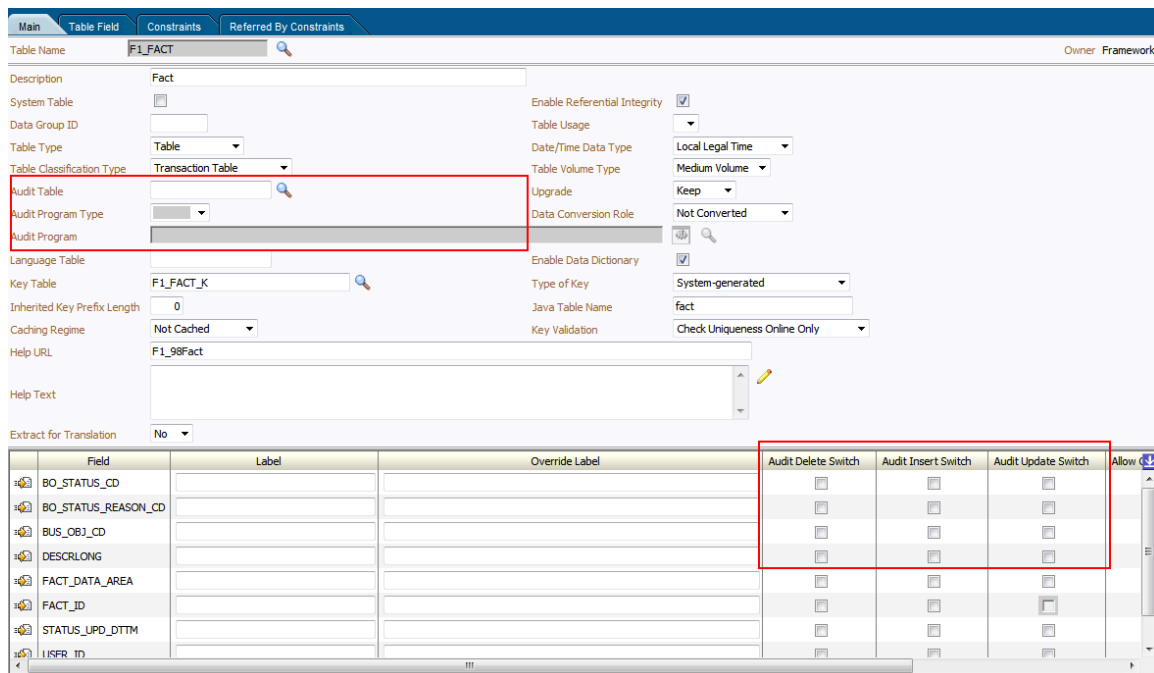 Main Table Field Constraints Referred By Constraints
Table Name F1_FACT Owner Framework
Description Fact
System Table Enable Referential Integrity
Data Group ID Table Usage
Table Type Table Date/Time Data Type Local Legal Time
Table Classification Type Transaction Table Table Volume Type Medium Volume
Audit Table Upgrade Keep
Audit Program Type Data Conversion Role Not Converted
Audit Program
Language Table Enable Data Dictionary
Key Table F1_FACT_K Type of Key System-generated
Inherited Key Prefix Length 0 Java Table Name fact
Caching Regime Not Cached Key Validation Check Uniqueness Online Only
Help URL F1_98Fact
Help Text
Extract for Translation No
Field Label Override Label Audit Delete Switch Audit Insert Switch Audit Update Switch Allow
BO_STATUS_CD
BO_STATUS_REASON_CD
BUS_OBJ_CD
DESCRLONG
FACT_DATA_AREA
FACT_ID
STATUS_UPD_DTTM
USER_ID